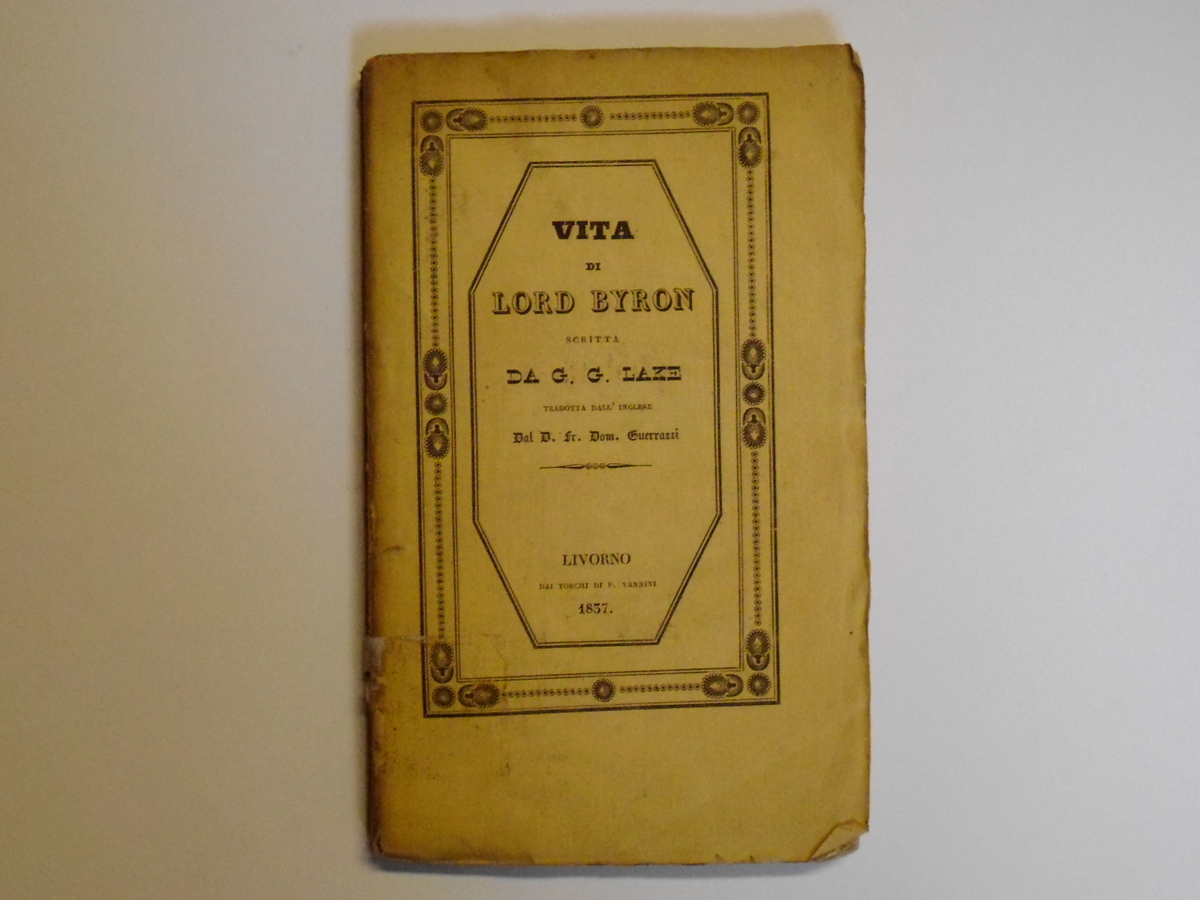 VITA
DI
LORD BYRON
SCRITTA
DA G. G. LAKE
TRADOTTA DALL' INGLESE
Dal D. Fr. Dom. Guerrazzi
LIVORNO
DAI TORCHI DI P. VANNINI
1837.